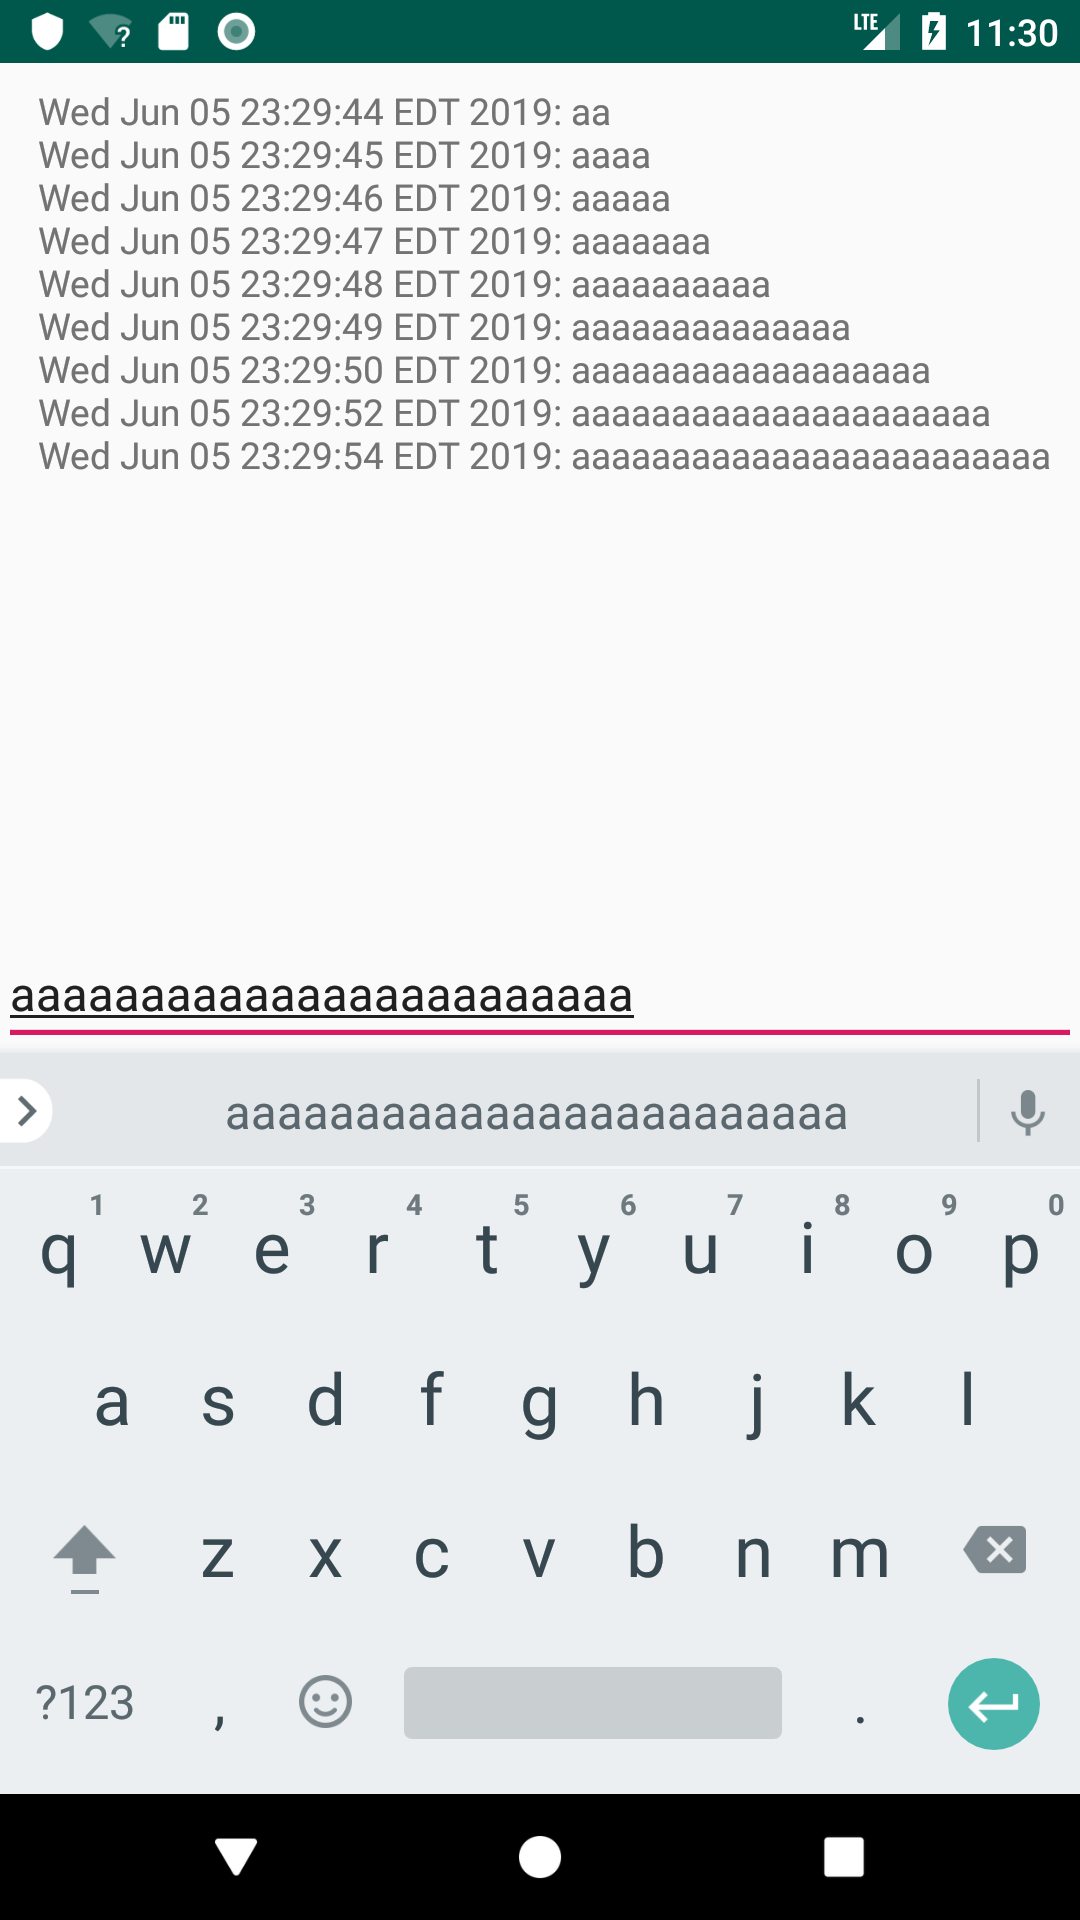 LTE 11:30
Wed Jun 05 23:29:44 EDT 2019: aa
Wed Jun 05 23:29:45 EDT 2019: aaaa
Wed Jun 05 23:29:46 EDT 2019: aaaaa
Wed Jun 05 23:29:47 EDT 2019: aaaaaaa
Wed Jun 05 23:29:48 EDT 2019: aaaaaaaaaa
Wed Jun 05 23:29:49 EDT 2019: aaaaaaaaaaaaaa
Wed Jun 05 23:29:50 EDT 2019: aaaaaaaaaaaaaaaaaa
Wed Jun 05 23:29:52 EDT 2019: aaaaaaaaaaaaaaaaaaaaa
Wed Jun 05 23:29:54 EDT 2019: aaaaaaaaaaaaaaaaaaaaaaaa
aaaaaaaaaaaaaaaaaaaaaaaa
aaaaaaaaaaaaaaaaaaaaaaaa
1 2 3 4 5 6 7 8 9 0
q w e r t y u i o p
a s d f g h j k l
z x c v b n m
?123 , .